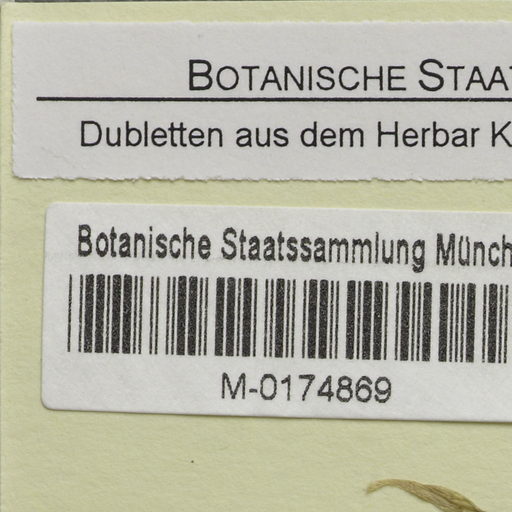 BOTANISCHE STAAT
Dubletten aus dem Herbar K
Botanische Staatssammlung Münch
M-0174869